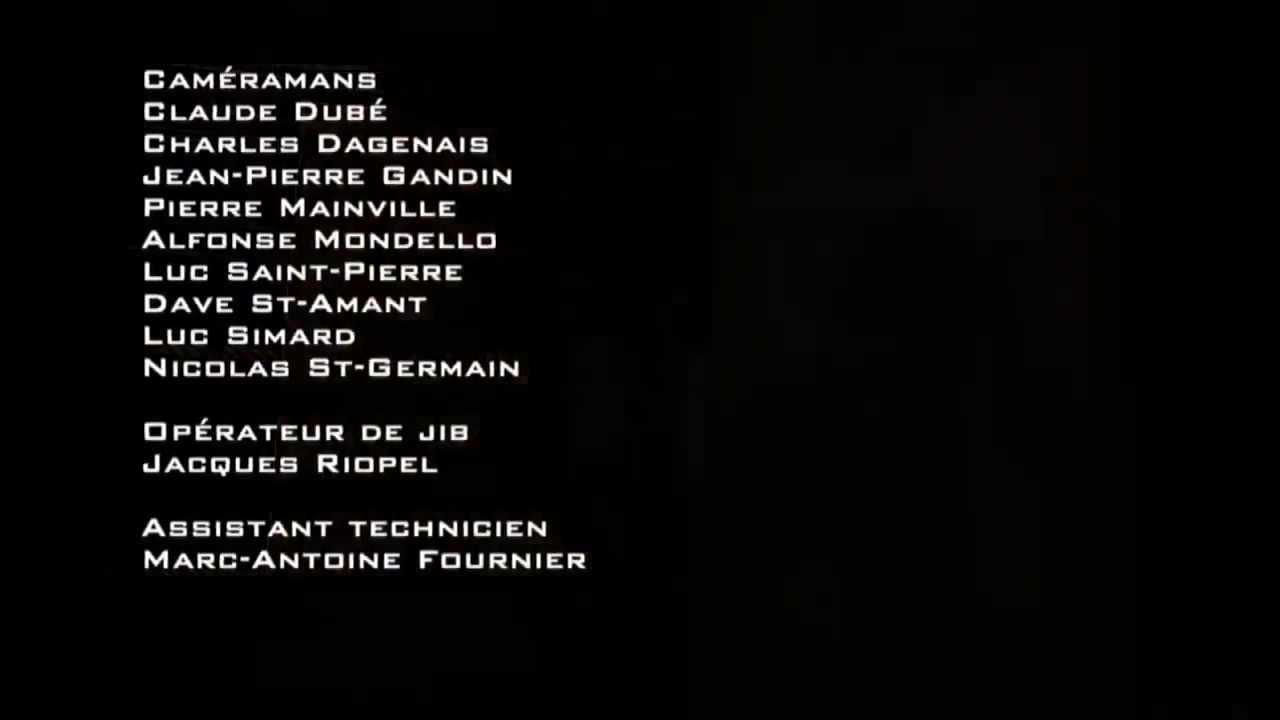 Caméramans
Claude Dubé
Charles Dagenais
Jean-Pierre Gandin
Pierre Mainville
Alfonse Mondello
Luc Saint-Pierre
Dave St-Amant
Luc Simard
Nicolas St-Germain
Opérateur de jib
Jacques Riopel
Assistant technicien
Marc-Antoine Fournier